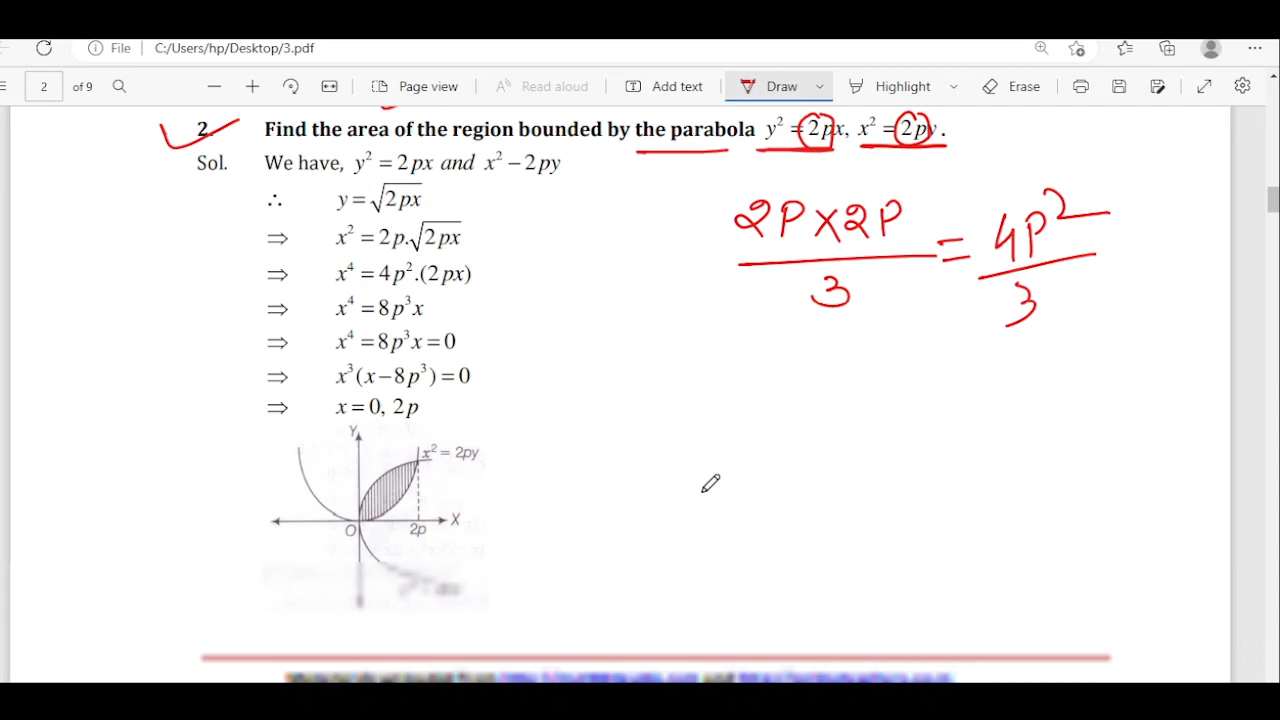 File C:/Users/hp/Desktop/3.pdf
2 of 9 Page view Read aloud Add text Draw Highlight Erase
2. Find the area of the region bounded by the parabola y² = 2px, x² = 2py.
Sol. We have, y² = 2px and x² – 2py
∴ y = √2px
⇒ x² = 2p.√2px
⇒ x⁴ = 4p².(2px)
⇒ x⁴ = 8p³x
⇒ x⁴ = 8p³x = 0
⇒ x³(x – 8p³) = 0
⇒ x = 0, 2p
2P × 2P / 3 = 4P² / 3
Y
x² = 2py
O
2p
X